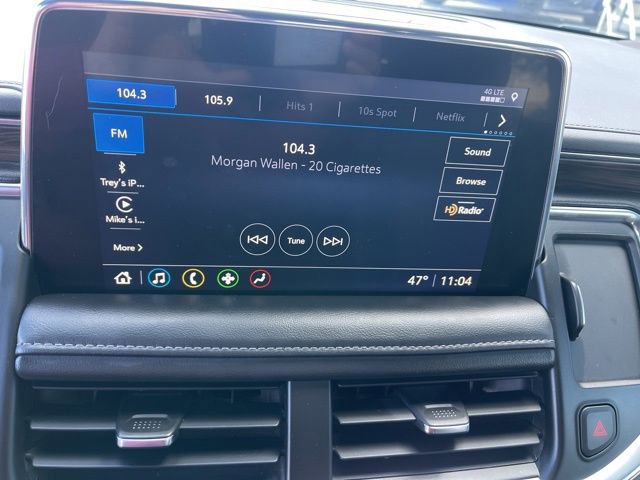 4G LTE
104.3 105.9 Hits 1 10s Spot Netflix
FM
104.3
Morgan Wallen - 20 Cigarettes
Sound
Browse
HD Radio
Trey's iP...
Mike's i...
More
Tune
47° 11:04